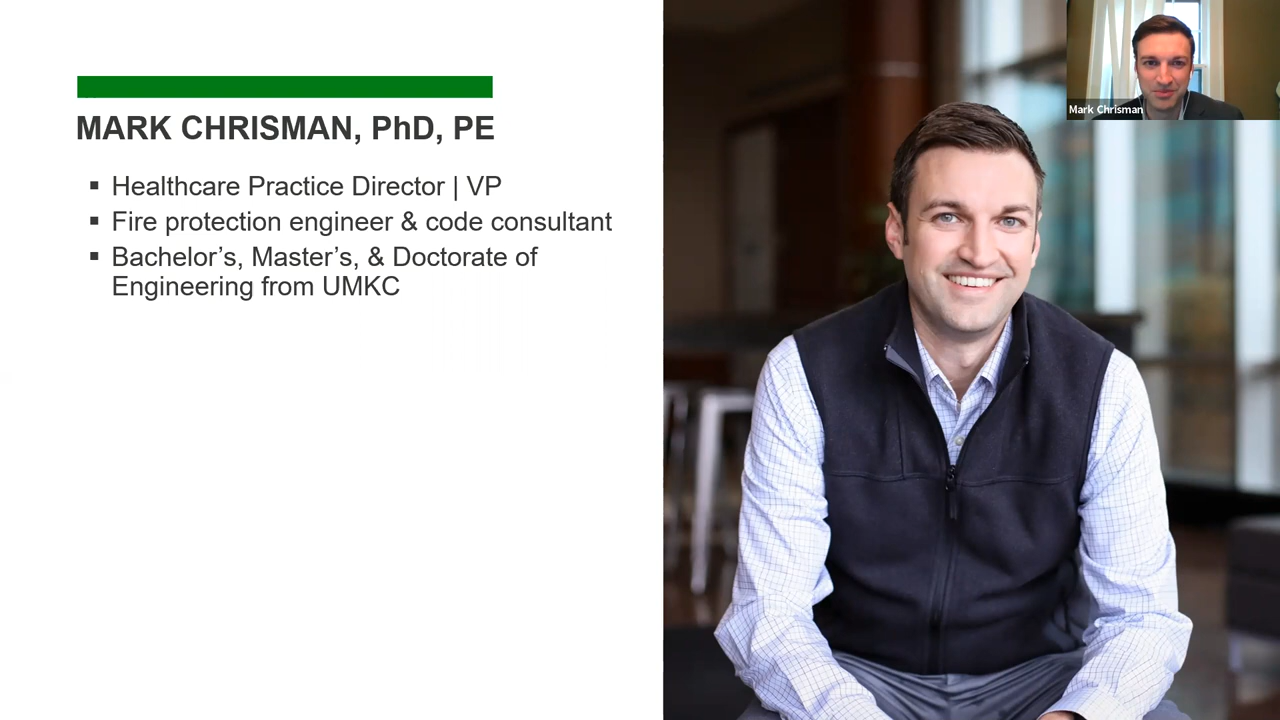 MARK CHRISMAN, PhD, PE
▪ Healthcare Practice Director | VP
▪ Fire protection engineer & code consultant
▪ Bachelor’s, Master’s, & Doctorate of
Engineering from UMKC
Mark Chrisman